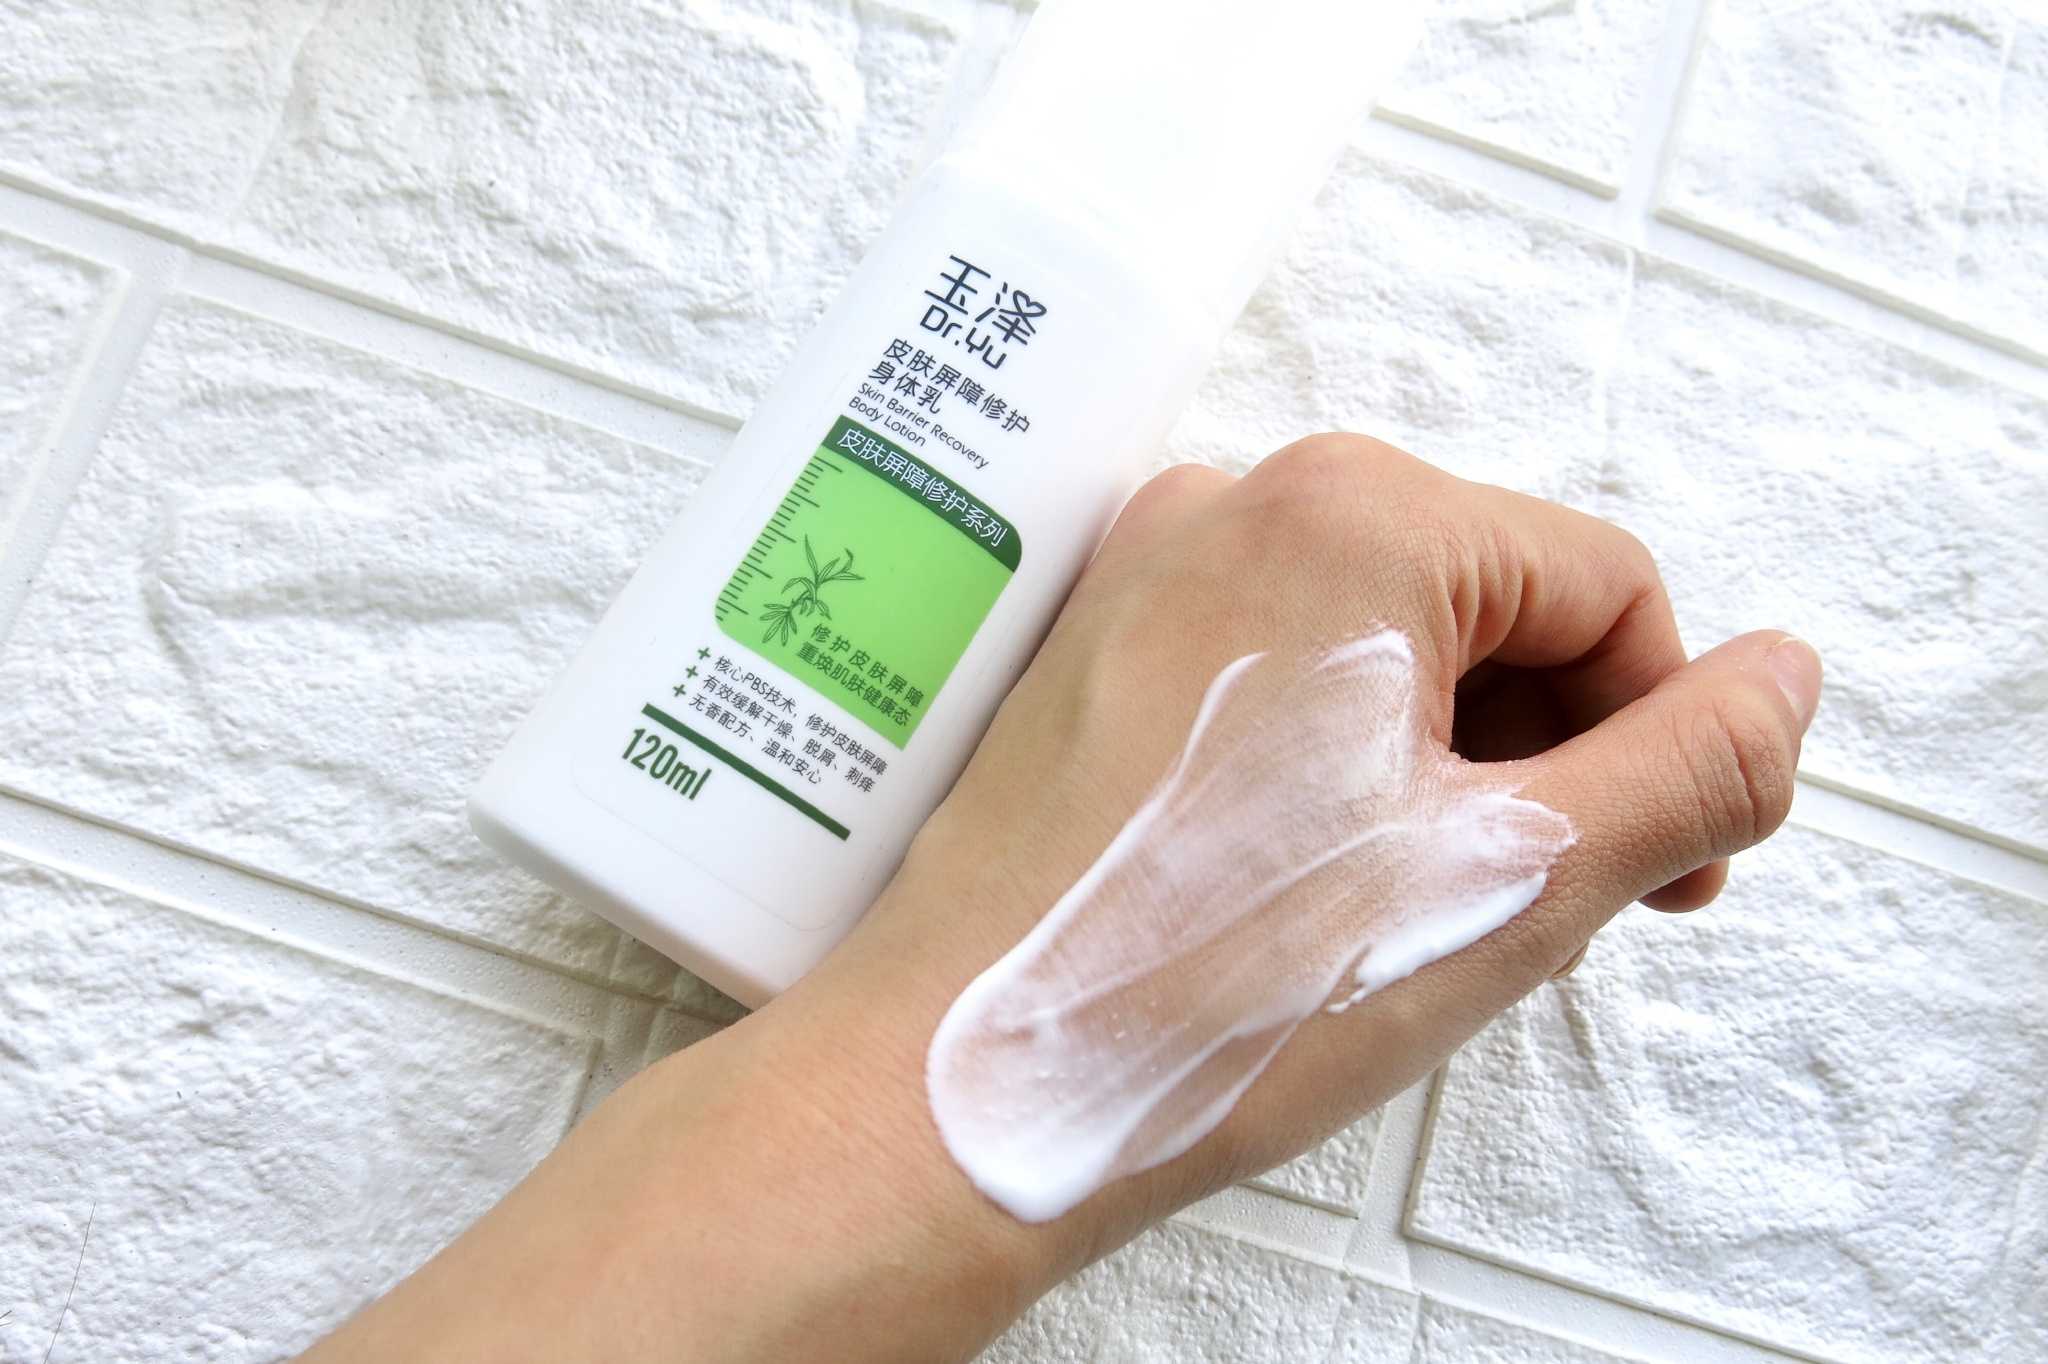 玉泽
Dr.Yu
皮肤屏障修护
身体乳
Skin Barrier Recovery
Body Lotion
皮肤屏障修护系列
修护皮肤屏障
重焕肌肤健康态
+ 核心PBS技术，修护皮肤屏障
+ 有效缓解干燥、脱屑、刺痒
+ 无香配方、温和安心
120ml